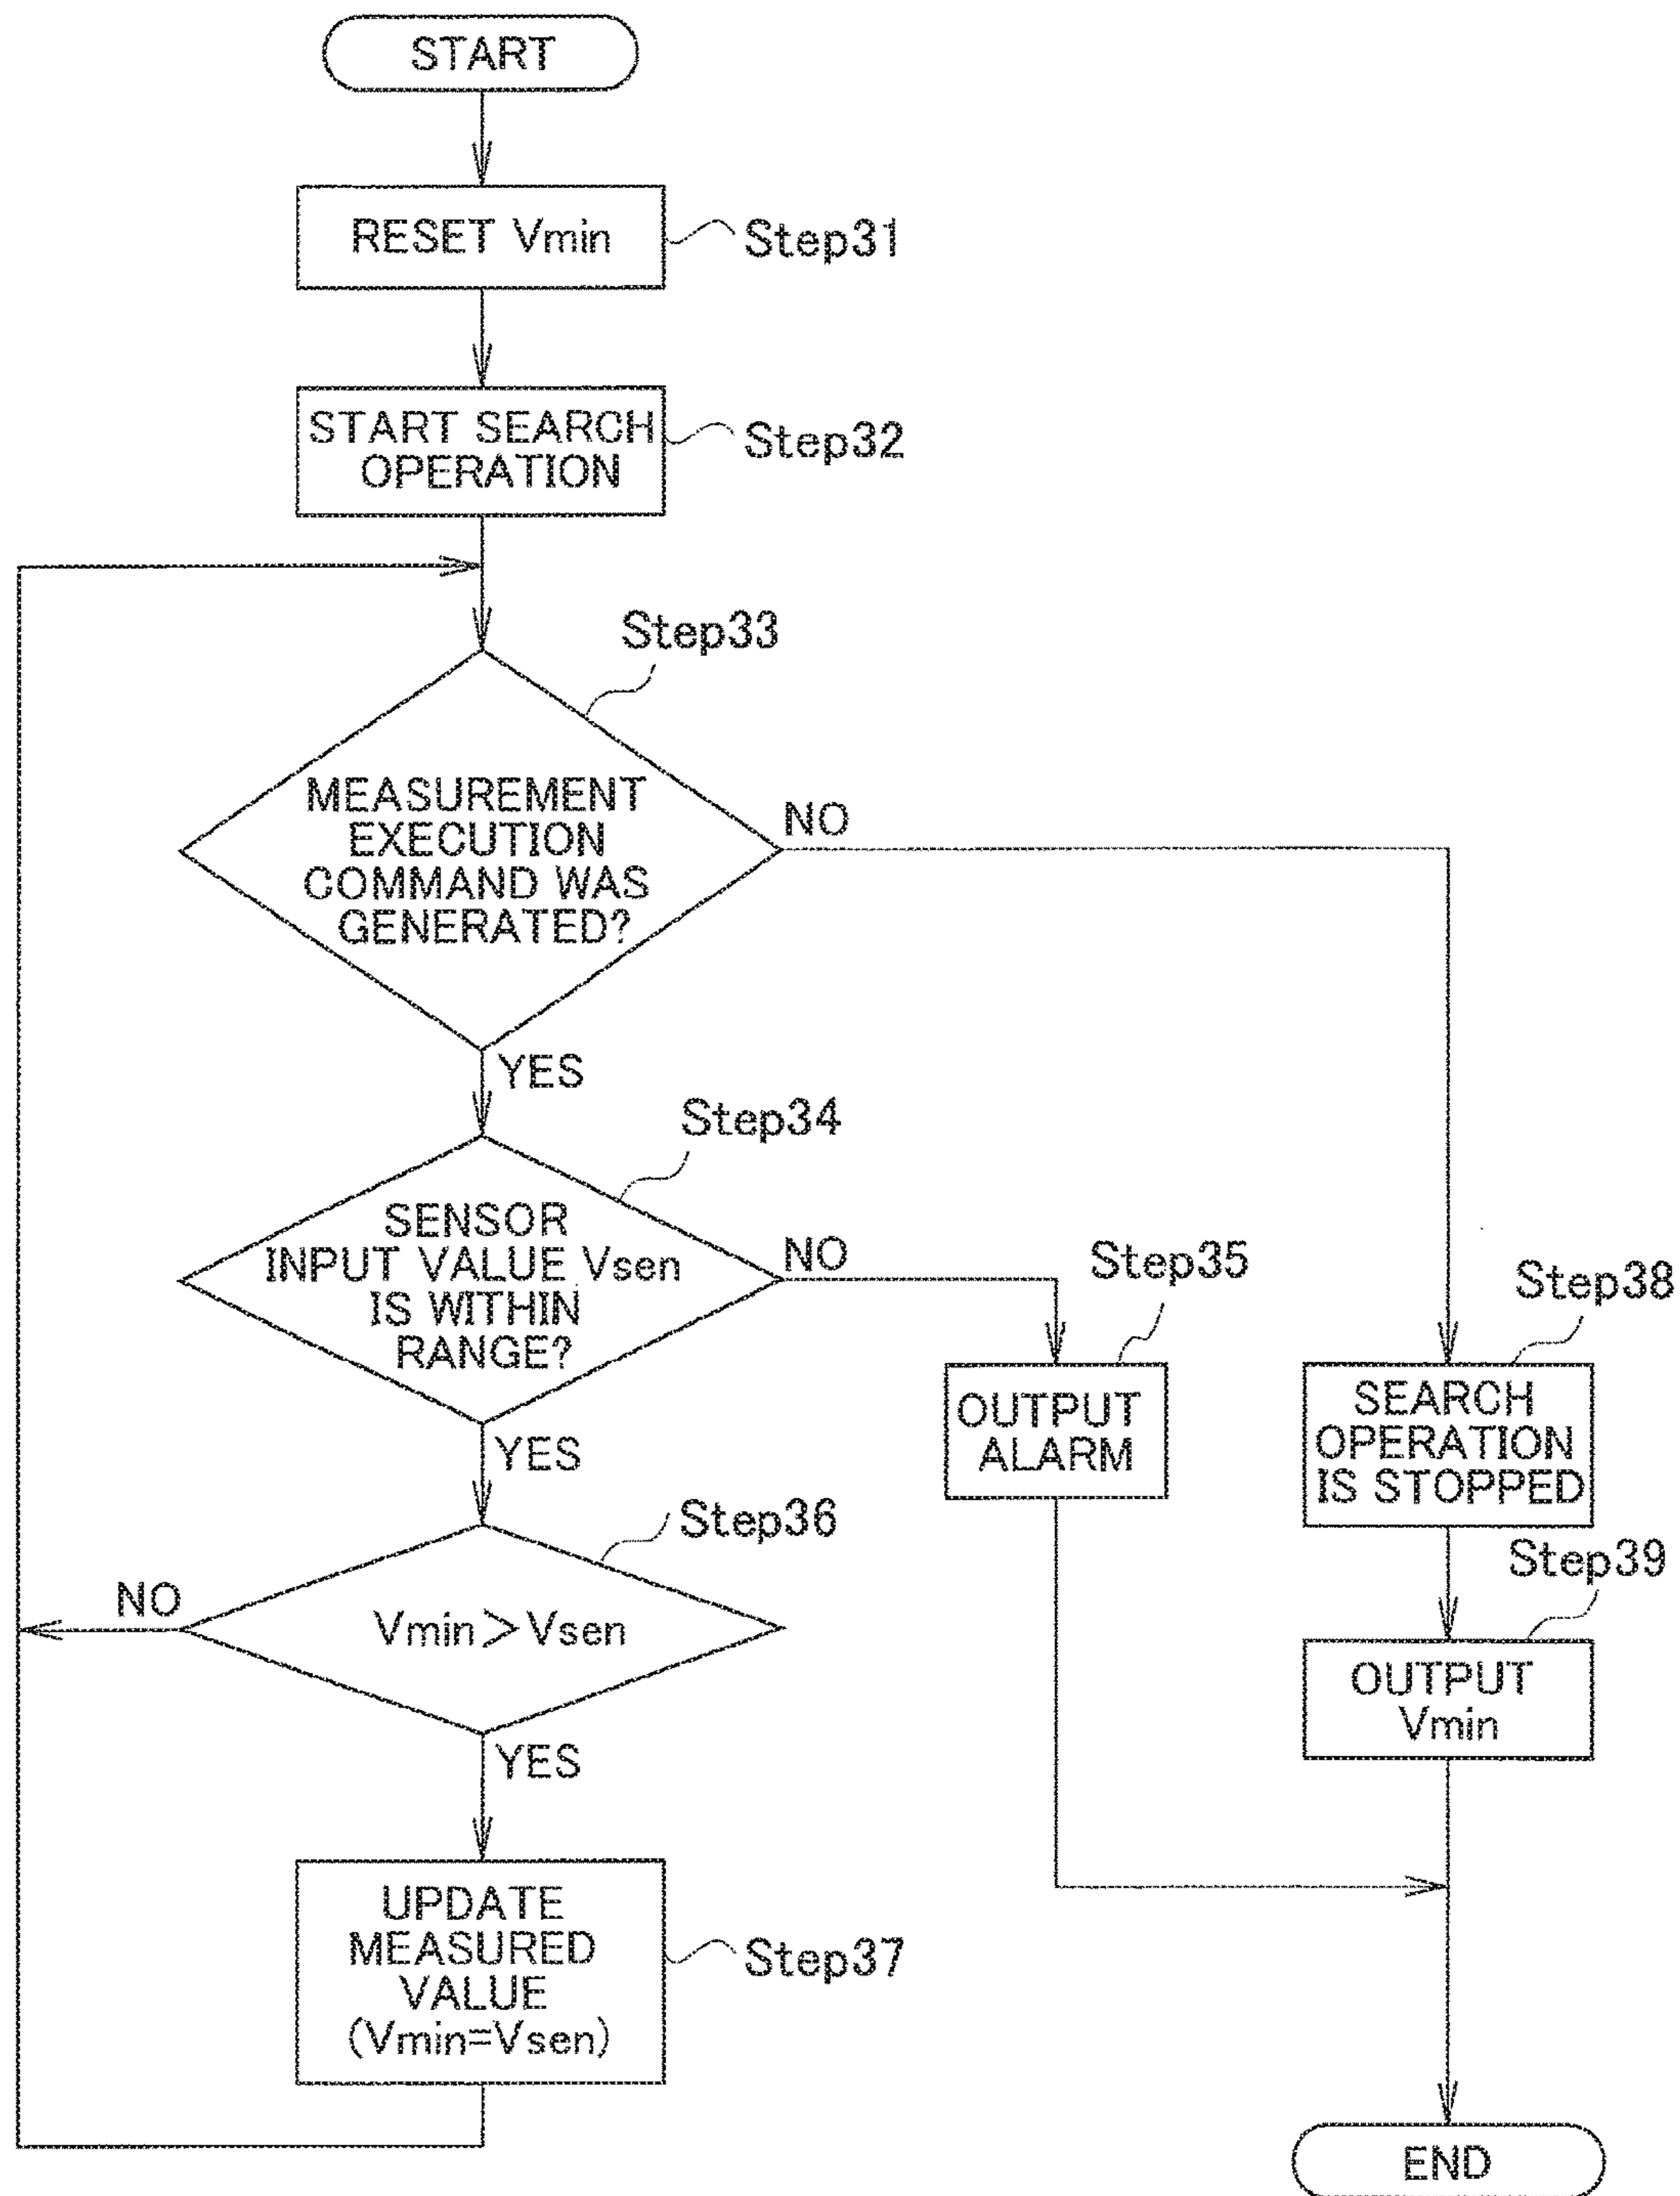 START
RESET Vmin
Step31
START SEARCH
OPERATION
Step32
Step33
MEASUREMENT
EXECUTION
COMMAND WAS
GENERATED?
NO
YES
Step34
SENSOR
INPUT VALUE Vsen
IS WITHIN
RANGE?
NO
YES
Step35
OUTPUT
ALARM
Step38
SEARCH
OPERATION
IS STOPPED
Step36
Vmin>Vsen
NO
YES
Step39
OUTPUT
Vmin
UPDATE
MEASURED
VALUE
(Vmin=Vsen)
Step37
END